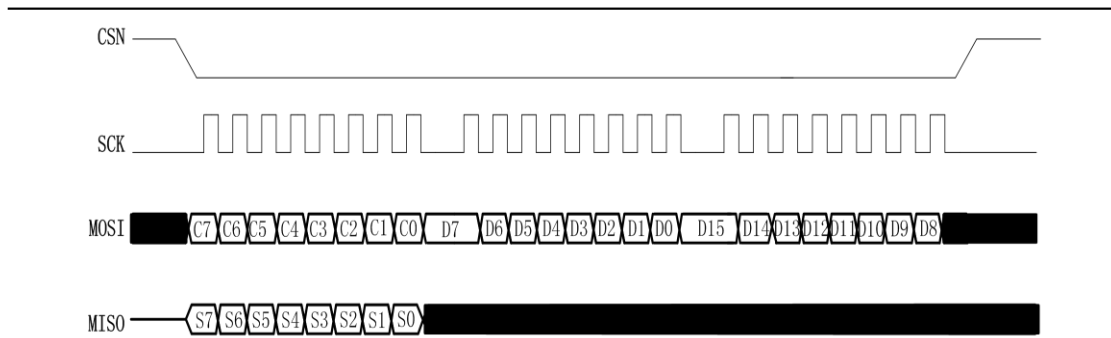 CSN
SCK
MOSI C7 C6 C5 C4 C3 C2 C1 C0 D7 D6 D5 D4 D3 D2 D1 D0 D15 D14 D13 D12 D11 D10 D9 D8
MISO S7 S6 S5 S4 S3 S2 S1 S0